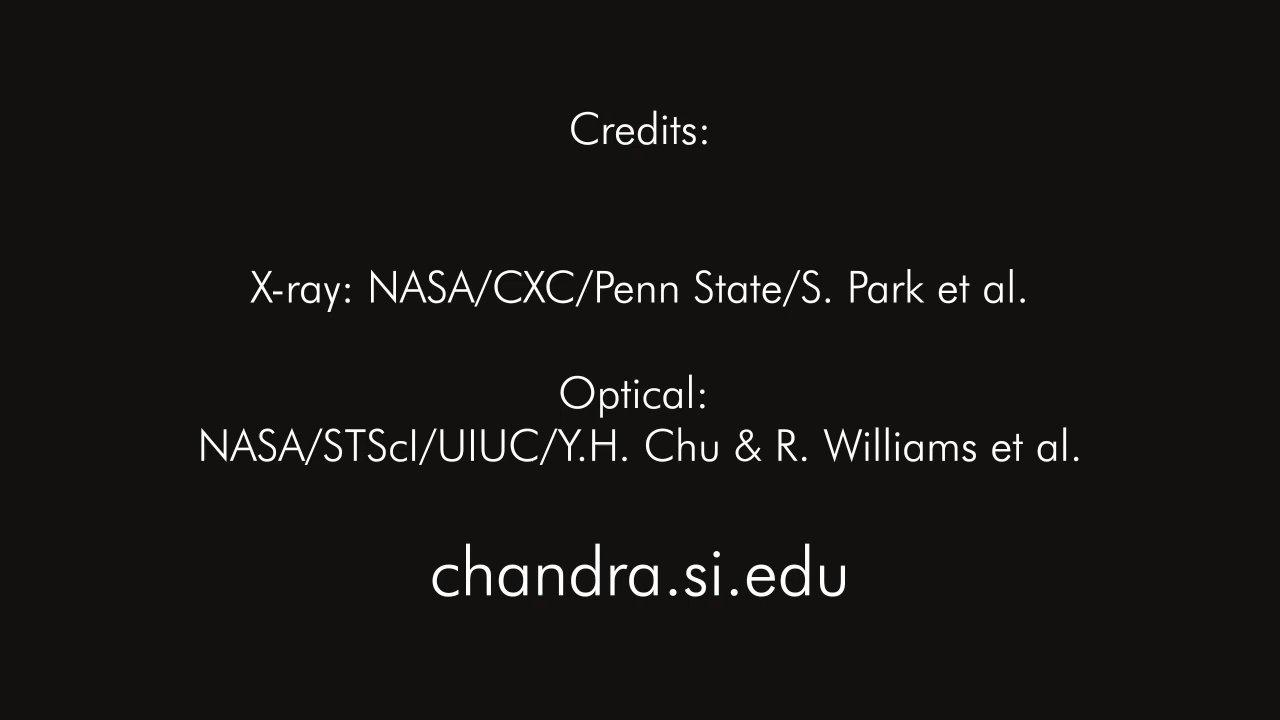 Credits:
X-ray: NASA/CXC/Penn State/S. Park et al.
Optical:
NASA/STScI/UIUC/Y.H. Chu & R. Williams et al.
chandra.si.edu